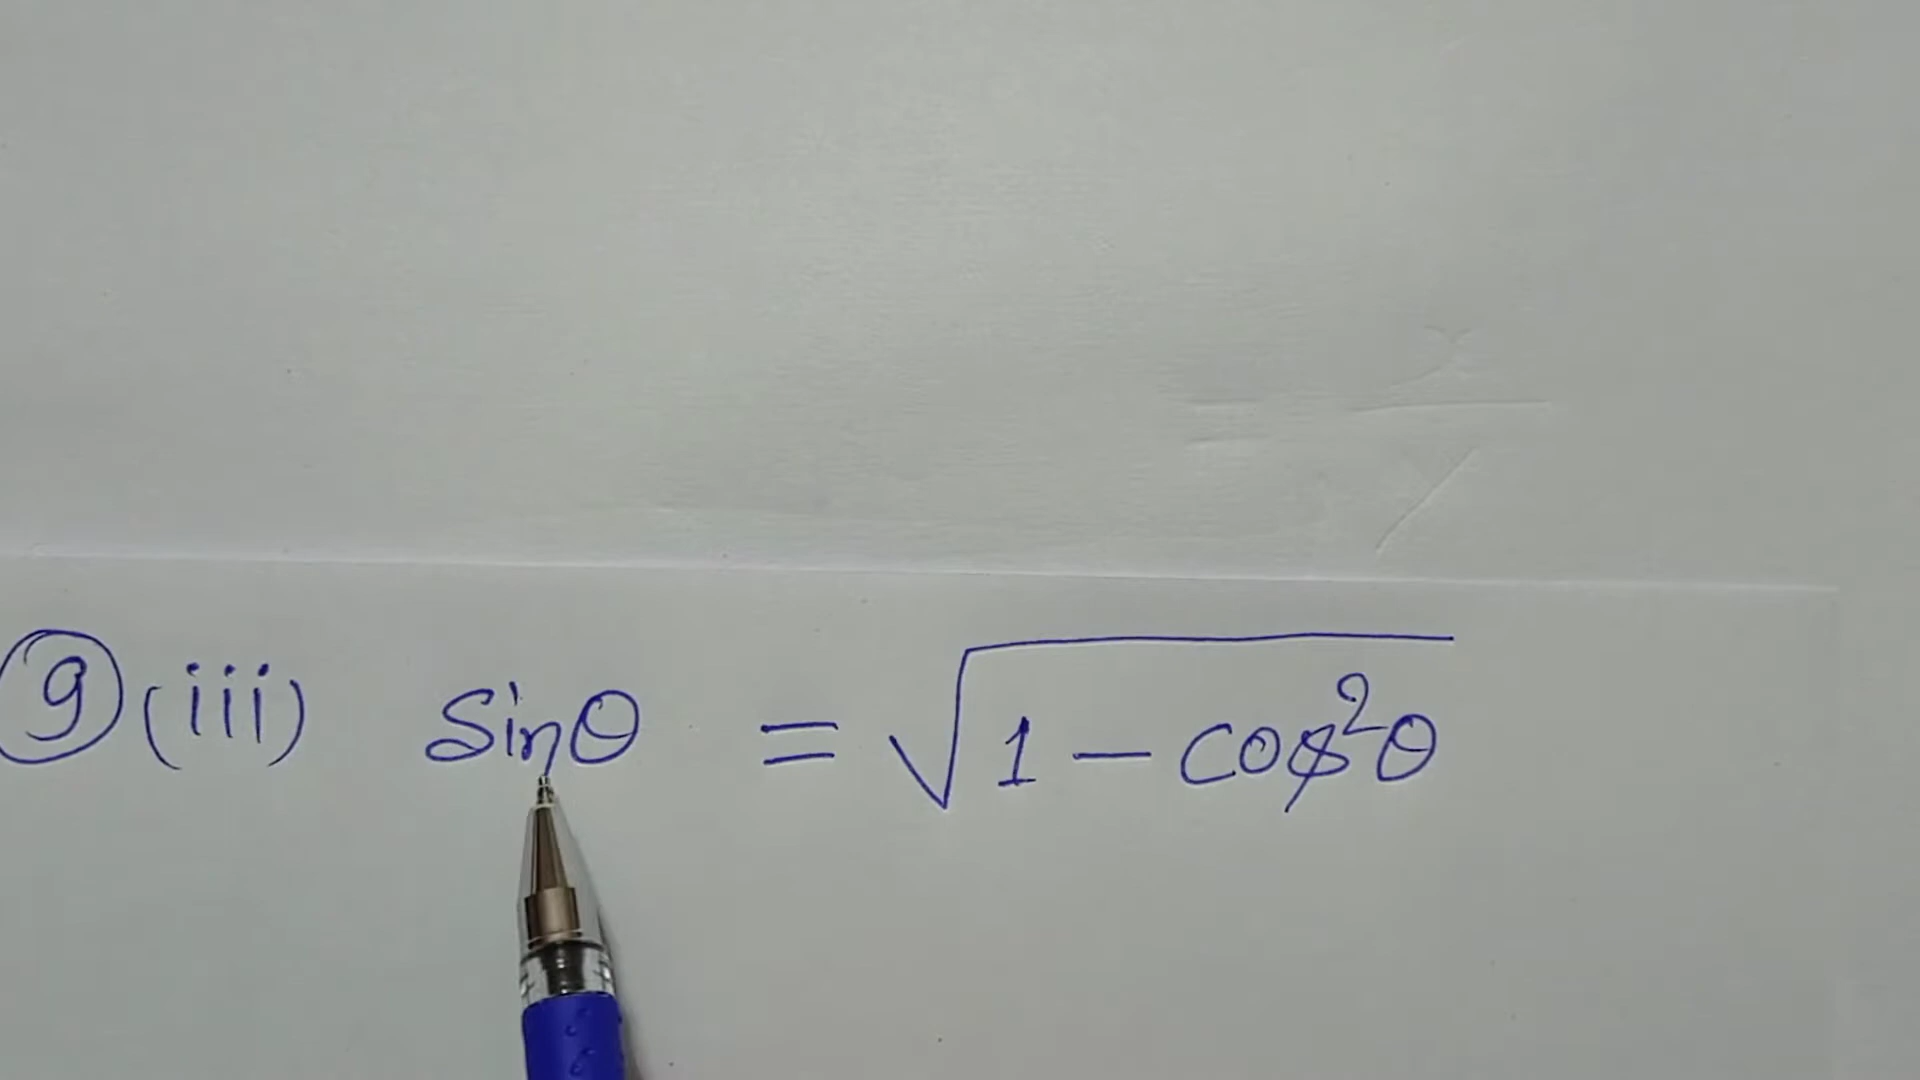 9 (iii) Sinθ = √1 - cos²θ